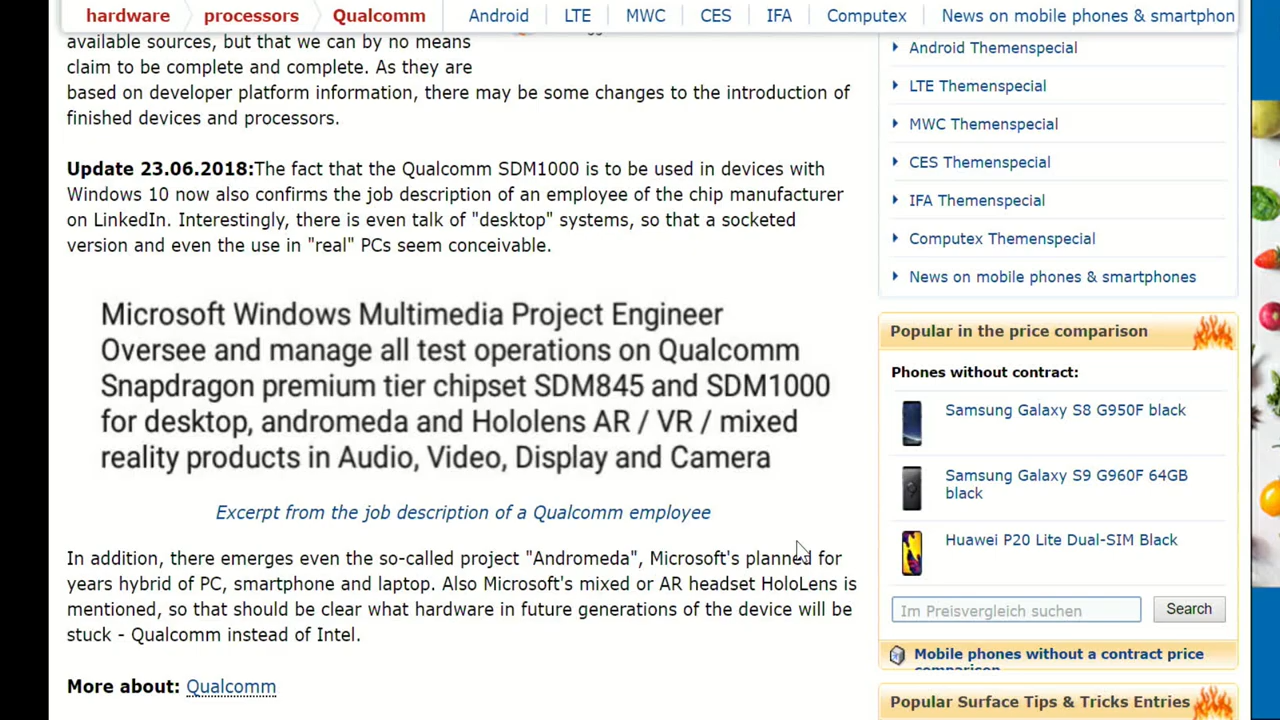 hardware processors Qualcomm Android LTE MWC CES IFA Computex News on mobile phones & smartphon
available sources, but that we can by no means
claim to be complete and complete. As they are
based on developer platform information, there may be some changes to the introduction of
finished devices and processors.
Update 23.06.2018:The fact that the Qualcomm SDM1000 is to be used in devices with
Windows 10 now also confirms the job description of an employee of the chip manufacturer
on LinkedIn. Interestingly, there is even talk of "desktop" systems, so that a socketed
version and even the use in "real" PCs seem conceivable.
Microsoft Windows Multimedia Project Engineer
Oversee and manage all test operations on Qualcomm
Snapdragon premium tier chipset SDM845 and SDM1000
for desktop, andromeda and Hololens AR / VR / mixed
reality products in Audio, Video, Display and Camera
Excerpt from the job description of a Qualcomm employee
In addition, there emerges even the so-called project "Andromeda", Microsoft's planned for
years hybrid of PC, smartphone and laptop. Also Microsoft's mixed or AR headset HoloLens is
mentioned, so that should be clear what hardware in future generations of the device will be
stuck - Qualcomm instead of Intel.
More about: Qualcomm
Android Themenspecial
LTE Themenspecial
MWC Themenspecial
CES Themenspecial
IFA Themenspecial
Computex Themenspecial
News on mobile phones & smartphones
Popular in the price comparison
Phones without contract:
Samsung Galaxy S8 G950F black
Samsung Galaxy S9 G960F 64GB
black
Huawei P20 Lite Dual-SIM Black
Im Preisvergleich suchen Search
Mobile phones without a contract price
comparison
Popular Surface Tips & Tricks Entries